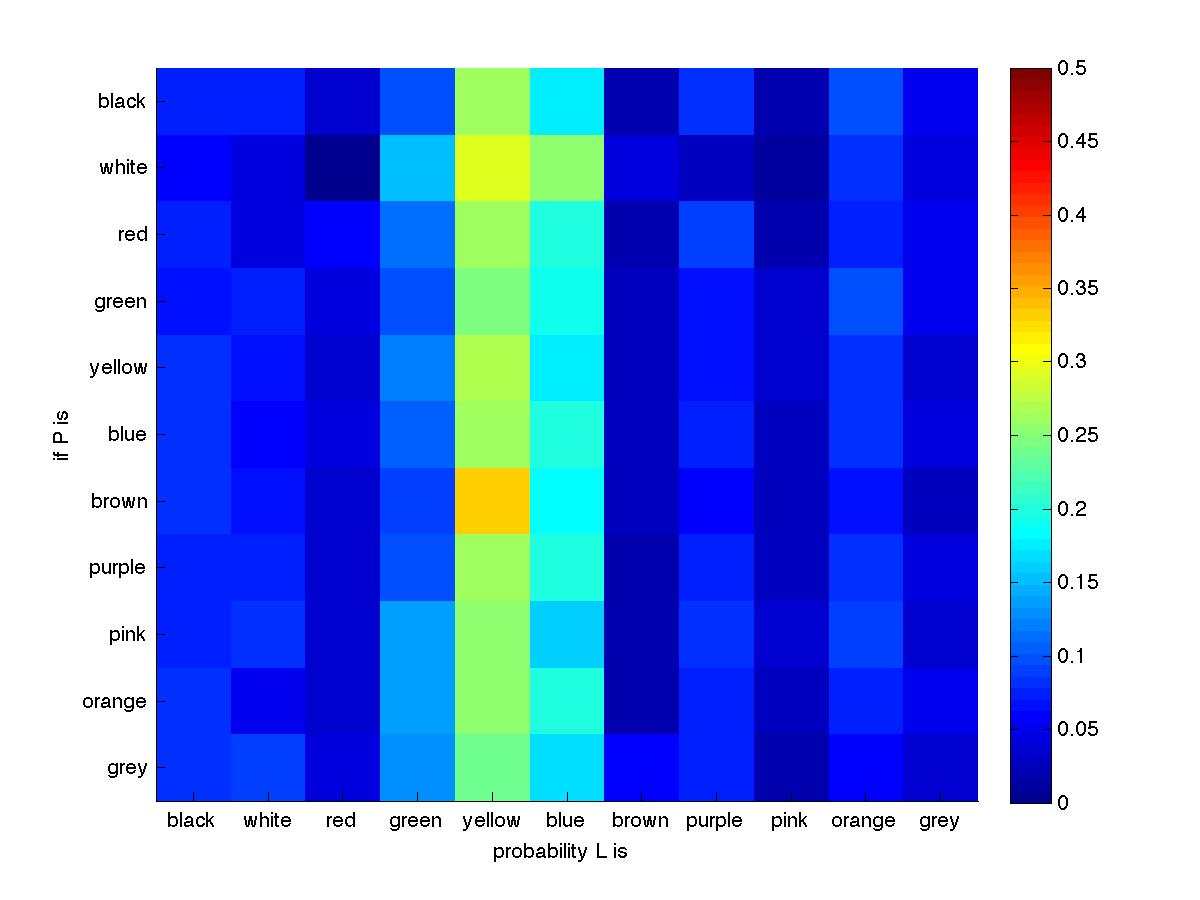 if P is
black
white
red
green
yellow
blue
brown
purple
pink
orange
grey
black white red green yellow blue brown purple pink orange grey
probability L is
0.5
0.45
0.4
0.35
0.3
0.25
0.2
0.15
0.1
0.05
0